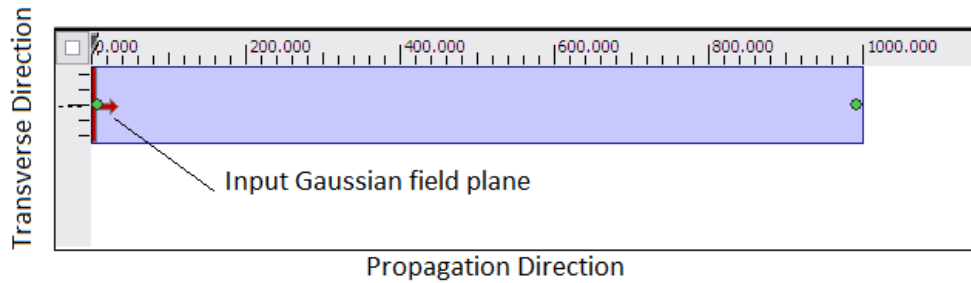 Transverse Direction
0.000 200.000 400.000 600.000 800.000 1000.000
Input Gaussian field plane
Propagation Direction